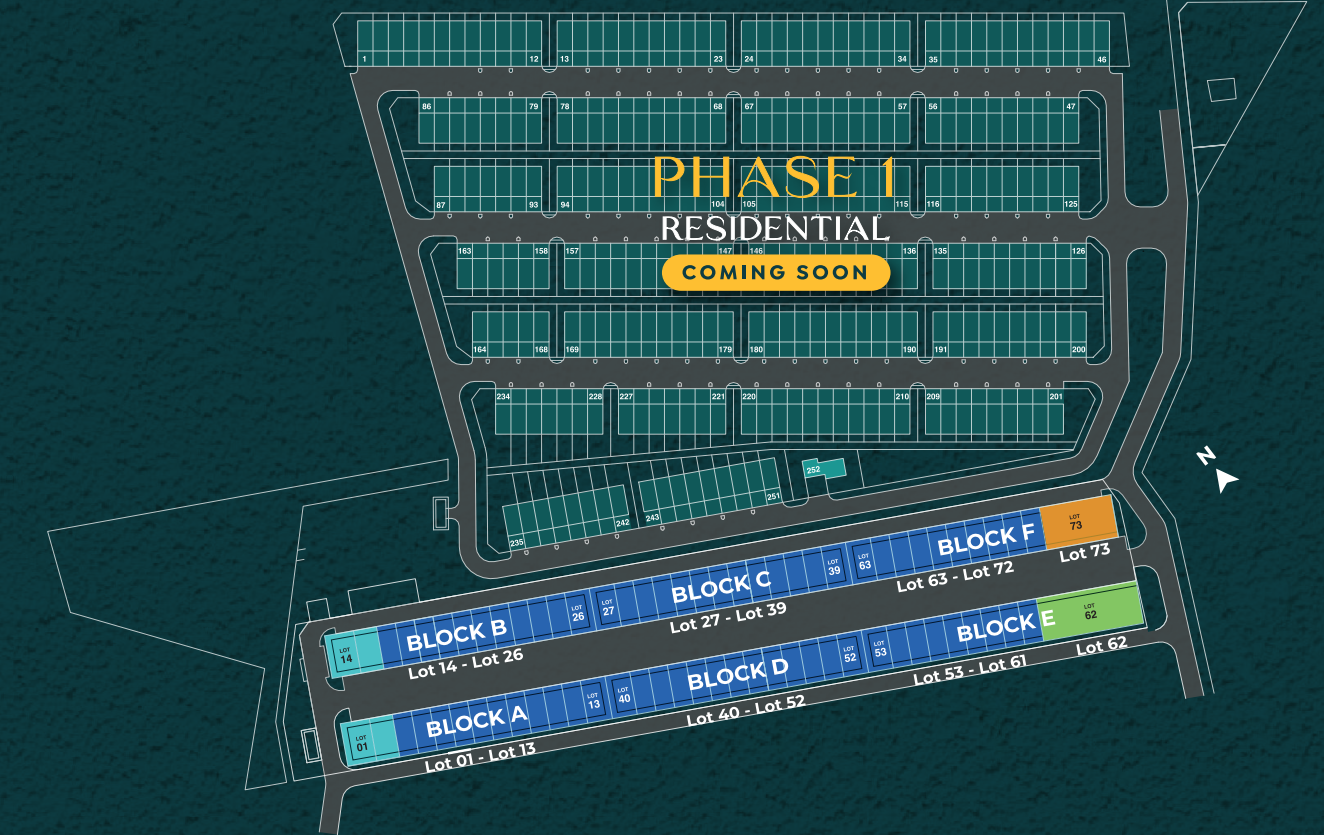 1 12 13 23 24 34 35 46
86 79 78 68 67 57 56 47
PHASE 1
87 93 94 104 105 115 116 125
RESIDENTIAL
163 158 157 147 146 136 135 126
COMING SOON
164 168 169 179 180 190 191 200
234 228 227 221 220 210 209 201
N
252
235 242 243 251
LOT 73
BLOCK F
LOT 63
Lot 73
Lot 63 - Lot 72
LOT 39
BLOCK C
LOT 27
Lot 27 - Lot 39
LOT 26
BLOCK B
LOT 14
Lot 14 - Lot 26
LOT 62
BLOCK E
LOT 53
Lot 62
Lot 53 - Lot 61
LOT 52
BLOCK D
LOT 40
Lot 40 - Lot 52
LOT 13
BLOCK A
LOT 01
Lot 01 - Lot 13